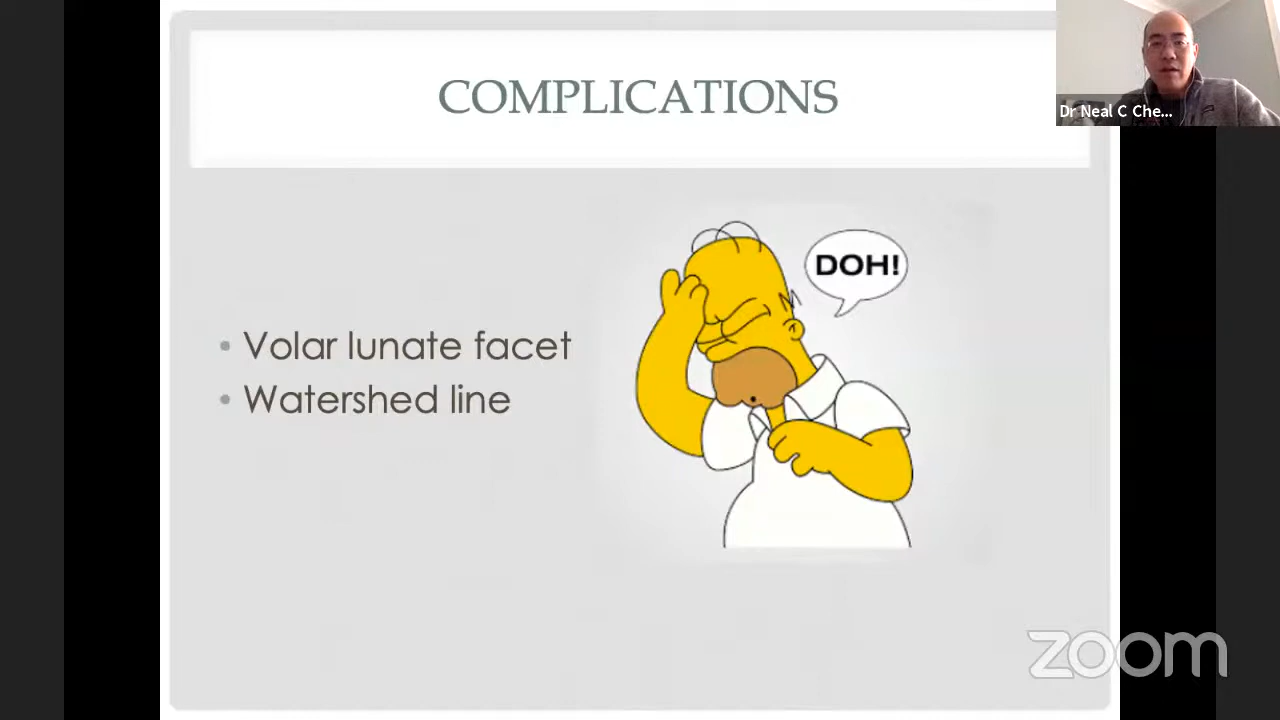 COMPLICATIONS
Dr Neal C Che...
DOH!
• Volar lunate facet
• Watershed line
zoom